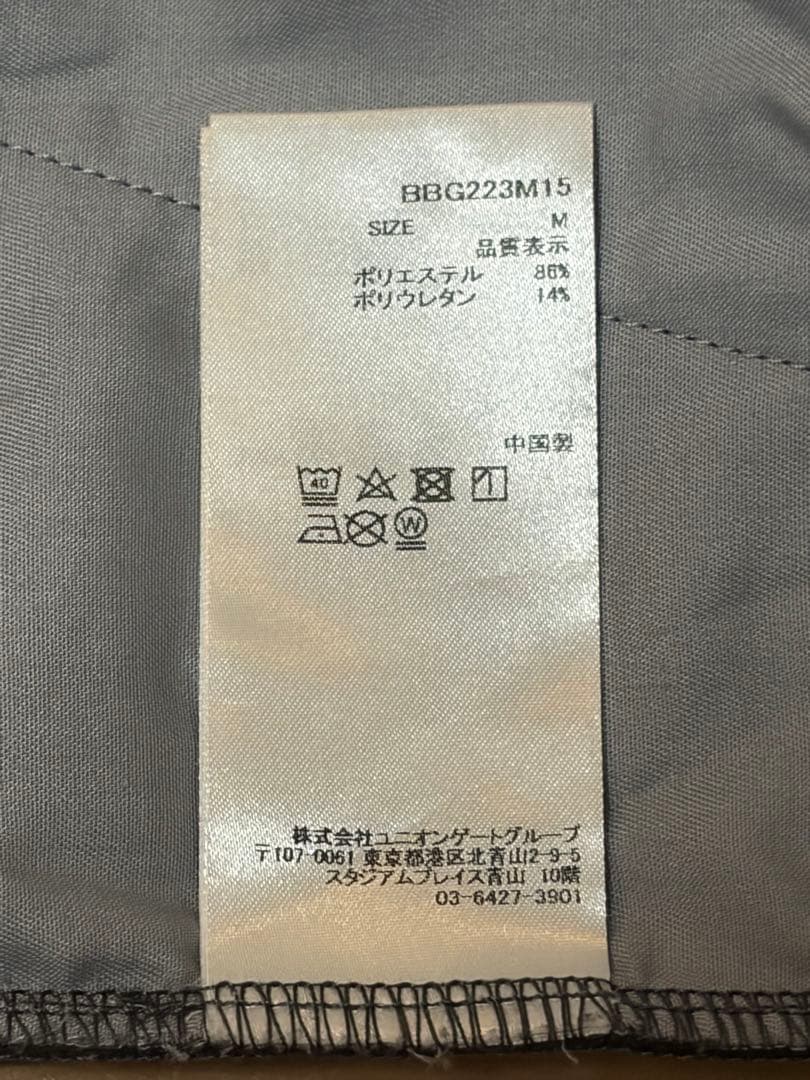 BBG223M15
SIZE M
品質表示
ポリエステル 86%
ポリウレタン 14%
中国製
40
W
株式会社ユニオンゲートグループ
〒107-0061 東京都港区北青山2-9-5
スタジアムプレイス青山 10階
03-6427-3901